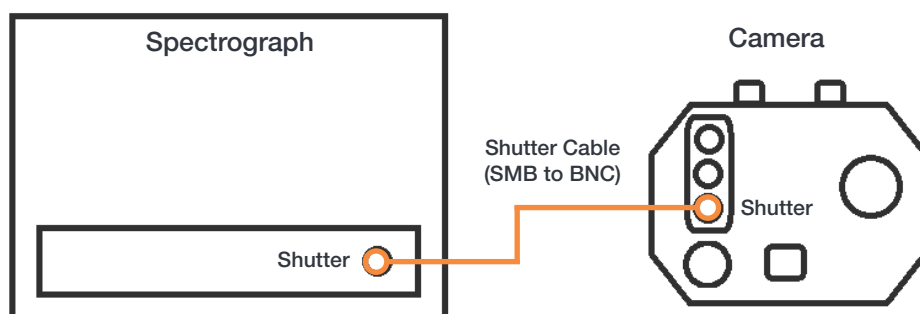 Spectrograph
Camera
Shutter Cable
(SMB to BNC)
Shutter
Shutter